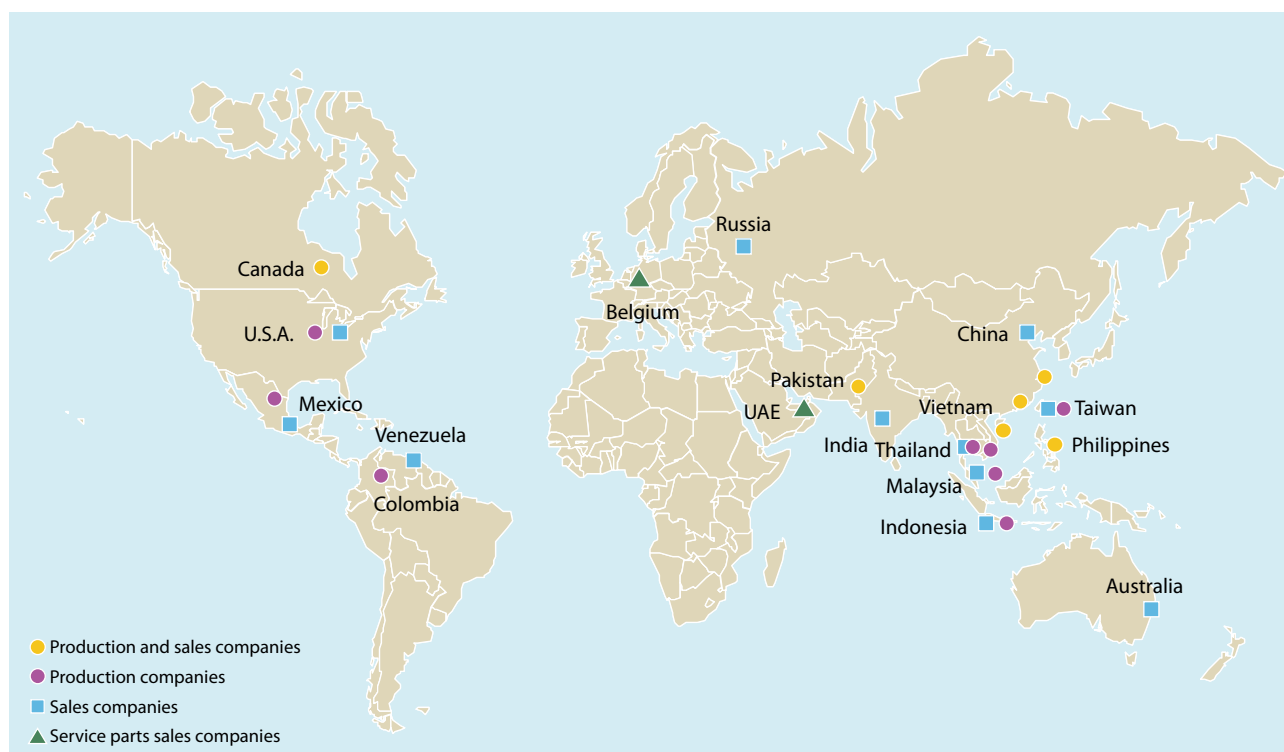 Russia
Canada
Belgium
U.S.A.
China
Pakistan
Mexico
UAE
Vietnam
Taiwan
Venezuela
India
Thailand
Philippines
Malaysia
Colombia
Indonesia
Australia
Production and sales companies
Production companies
Sales companies
Service parts sales companies